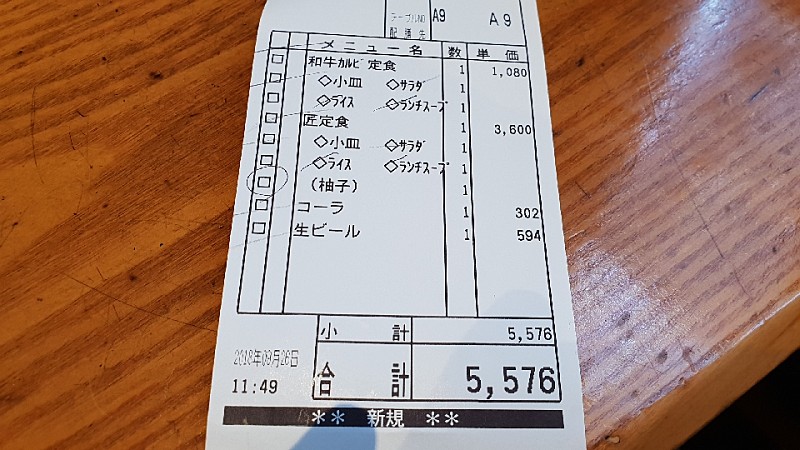 テーブルNO A9 A9
配膳先
メニュー名 数 単価
和牛ｶﾙﾋﾞ定食 1 1,080
◇小皿 ◇ｻﾗﾀﾞ 1
◇ﾗｲｽ ◇ﾗﾝﾁｽｰﾌﾟ 1
匠定食 1 3,600
◇小皿 ◇ｻﾗﾀﾞ 1
◇ﾗｲｽ ◇ﾗﾝﾁｽｰﾌﾟ 1
(柚子) 1
コーラ 1 302
生ビール 1 594
小計 5,576
2018年09月26日
11:49
合計 5,576
** 新規 **